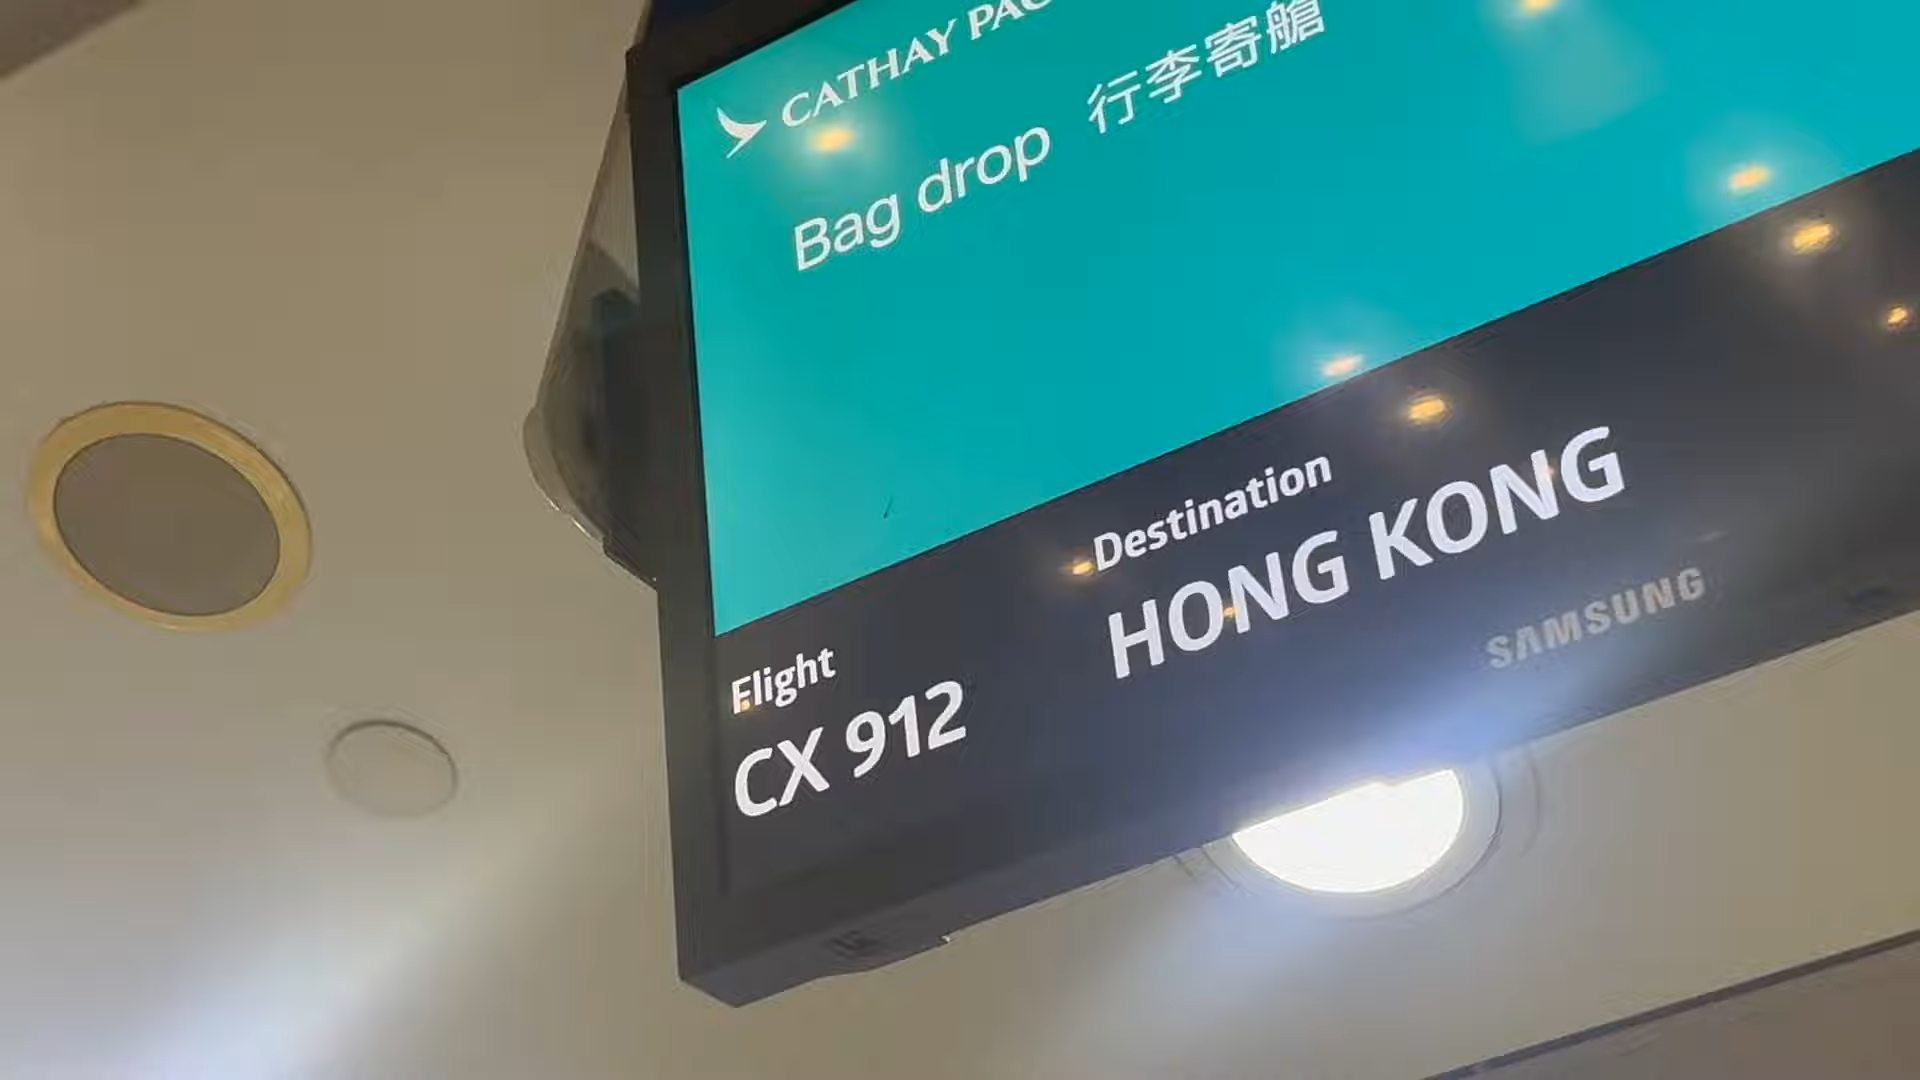 CATHAY PAC
Bag drop 行李寄艙
Flight
CX 912
Destination
HONG KONG
SAMSUNG